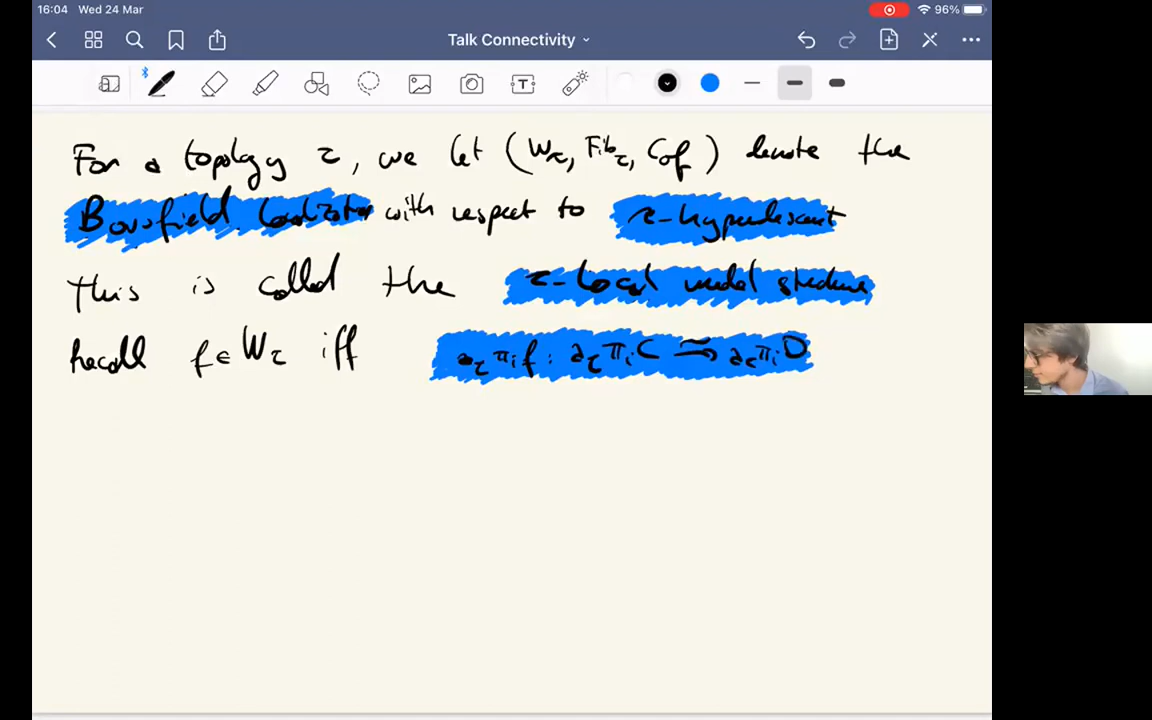 16:04 Wed 24 Mar 96%
Talk Connectivity
For a topology τ, we let (W_τ, Fib_τ, Cof) denote the
Bousfield localization with respect to τ-hyperdescent
this is called the τ-local model structure
Recall f ∈ W_τ iff a_τ π_i f : a_τ π_i C ⥲ a_τ π_i D